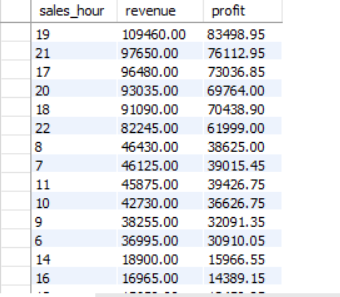 sales_hour revenue profit
19 109460.00 83498.95
21 97650.00 76112.95
17 96480.00 73036.85
20 93035.00 69764.00
18 91090.00 70438.90
22 82245.00 61999.00
8 46430.00 38625.00
7 46125.00 39015.45
11 45875.00 39426.75
10 42730.00 36626.75
9 38255.00 32091.35
6 36995.00 30910.05
14 18900.00 15966.55
16 16965.00 14389.15